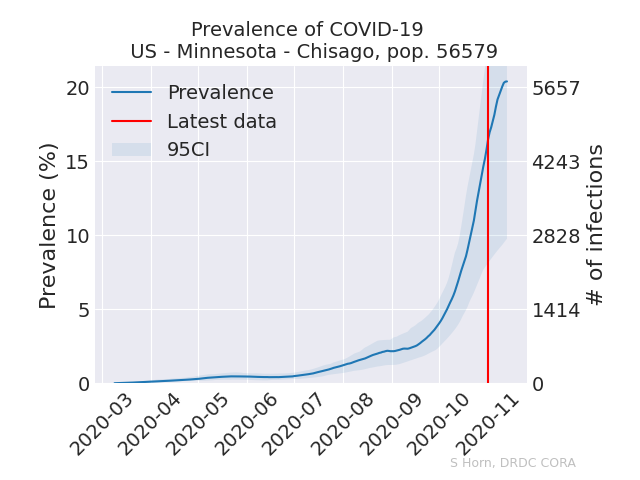 Prevalence of COVID-19
US - Minnesota - Chisago, pop. 56579
Prevalence (%)
20
15
10
5
0
Prevalence
Latest data
95CI
5657
4243
2828
1414
0
# of infections
2020-03
2020-04
2020-05
2020-06
2020-07
2020-08
2020-09
2020-10
2020-11
S Horn, DRDC CORA